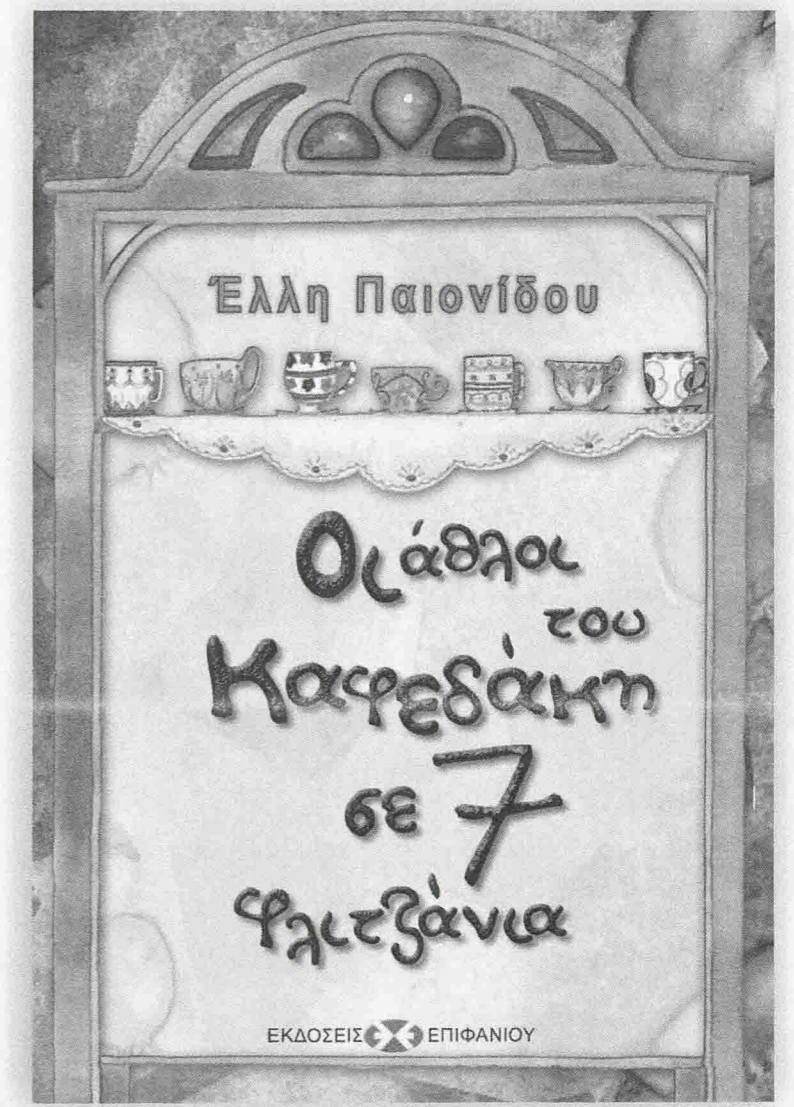 Έλλη Παιονίδου
Οι άθλοι
του
Καφεδάκη
σε 7
φλιτζάνια
ΕΚΔΟΣΕΙΣ ΕΠΙΦΑΝΙΟΥ